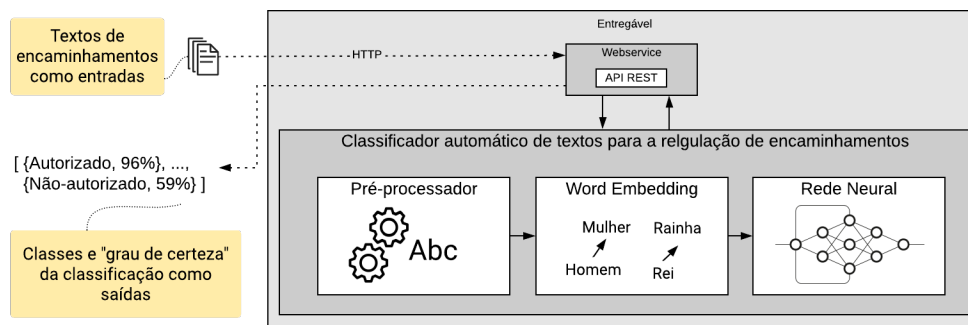 Textos de
encaminhamentos
como entradas
HTTP
Entregável
Webservice
API REST
[ {Autorizado, 96%}, ...,
{Não-autorizado, 59%} ]
Classes e "grau de certeza"
da classificação como
saídas
Classificador automático de textos para a relgulação de encaminhamentos
Pré-processador
Abc
Word Embedding
Mulher
Rainha
Homem
Rei
Rede Neural